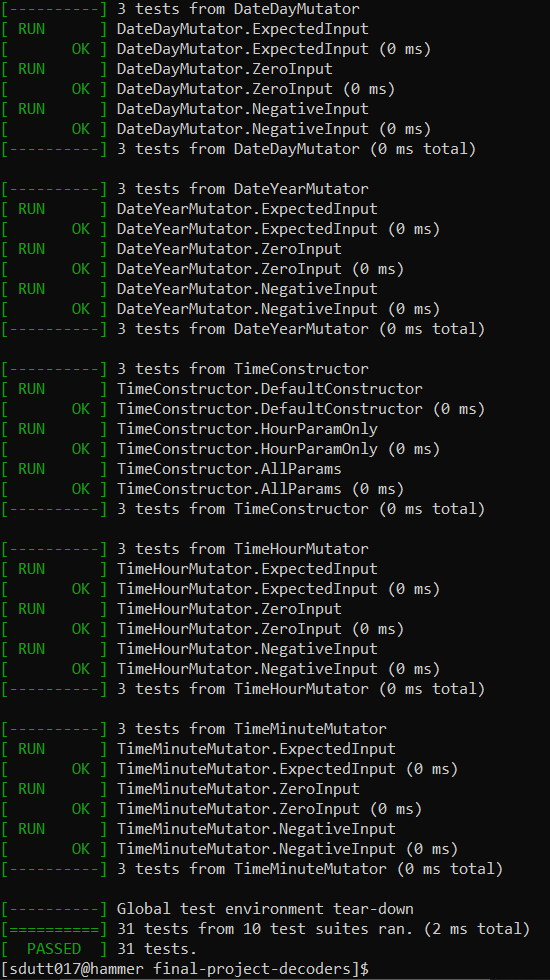 [----------] 3 tests from DateDayMutator
[ RUN      ] DateDayMutator.ExpectedInput
[       OK ] DateDayMutator.ExpectedInput (0 ms)
[ RUN      ] DateDayMutator.ZeroInput
[       OK ] DateDayMutator.ZeroInput (0 ms)
[ RUN      ] DateDayMutator.NegativeInput
[       OK ] DateDayMutator.NegativeInput (0 ms)
[----------] 3 tests from DateDayMutator (0 ms total)

[----------] 3 tests from DateYearMutator
[ RUN      ] DateYearMutator.ExpectedInput
[       OK ] DateYearMutator.ExpectedInput (0 ms)
[ RUN      ] DateYearMutator.ZeroInput
[       OK ] DateYearMutator.ZeroInput (0 ms)
[ RUN      ] DateYearMutator.NegativeInput
[       OK ] DateYearMutator.NegativeInput (0 ms)
[----------] 3 tests from DateYearMutator (0 ms total)

[----------] 3 tests from TimeConstructor
[ RUN      ] TimeConstructor.DefaultConstructor
[       OK ] TimeConstructor.DefaultConstructor (0 ms)
[ RUN      ] TimeConstructor.HourParamOnly
[       OK ] TimeConstructor.HourParamOnly (0 ms)
[ RUN      ] TimeConstructor.AllParams
[       OK ] TimeConstructor.AllParams (0 ms)
[----------] 3 tests from TimeConstructor (0 ms total)

[----------] 3 tests from TimeHourMutator
[ RUN      ] TimeHourMutator.ExpectedInput
[       OK ] TimeHourMutator.ExpectedInput (0 ms)
[ RUN      ] TimeHourMutator.ZeroInput
[       OK ] TimeHourMutator.ZeroInput (0 ms)
[ RUN      ] TimeHourMutator.NegativeInput
[       OK ] TimeHourMutator.NegativeInput (0 ms)
[----------] 3 tests from TimeHourMutator (0 ms total)

[----------] 3 tests from TimeMinuteMutator
[ RUN      ] TimeMinuteMutator.ExpectedInput
[       OK ] TimeMinuteMutator.ExpectedInput (0 ms)
[ RUN      ] TimeMinuteMutator.ZeroInput
[       OK ] TimeMinuteMutator.ZeroInput (0 ms)
[ RUN      ] TimeMinuteMutator.NegativeInput
[       OK ] TimeMinuteMutator.NegativeInput (0 ms)
[----------] 3 tests from TimeMinuteMutator (0 ms total)

[----------] Global test environment tear-down
[==========] 31 tests from 10 test suites ran. (2 ms total)
[  PASSED  ] 31 tests.
[sdutt017@hammer final-project-decoders]$